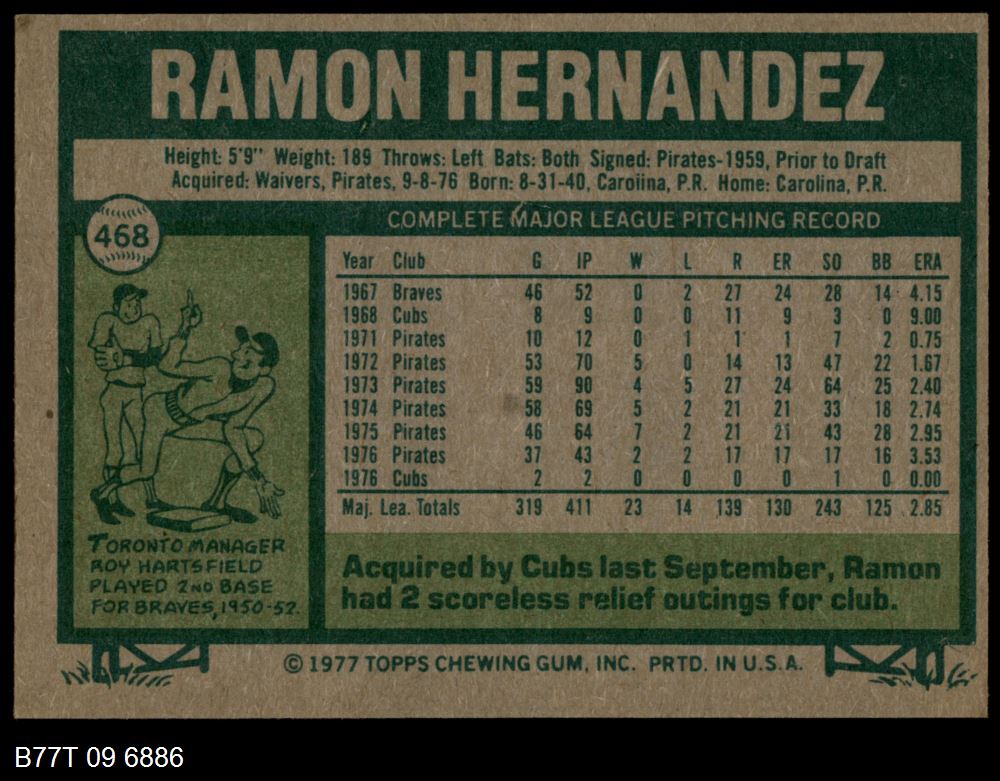 RAMON HERNANDEZ
Height: 5'9" Weight: 189 Throws: Left Bats: Both Signed: Pirates-1959, Prior to Draft
Acquired: Waivers, Pirates, 9-8-76 Born: 8-31-40, Carolina, P.R. Home: Carolina, P.R.
468
COMPLETE MAJOR LEAGUE PITCHING RECORD
Year Club G IP W L R ER SO BB ERA
1967 Braves 46 52 0 2 27 24 28 14 4.15
1968 Cubs 8 9 0 0 11 9 3 0 9.00
1971 Pirates 10 12 0 1 1 1 7 2 0.75
1972 Pirates 53 70 5 0 14 13 47 22 1.67
1973 Pirates 59 90 4 5 27 24 64 25 2.40
1974 Pirates 58 69 5 2 21 21 33 18 2.74
1975 Pirates 46 64 7 2 21 21 43 28 2.95
1976 Pirates 37 43 2 2 17 17 17 16 3.53
1976 Cubs 2 2 0 0 0 0 1 0 0.00
Maj. Lea. Totals 319 411 23 14 139 130 243 125 2.85
TORONTO MANAGER
ROY HARTSFIELD
PLAYED 2ND BASE
FOR BRAVES, 1950-52.
Acquired by Cubs last September, Ramon
had 2 scoreless relief outings for club.
© 1977 TOPPS CHEWING GUM, INC. PRTD. IN U.S.A.
B77T 09 6886